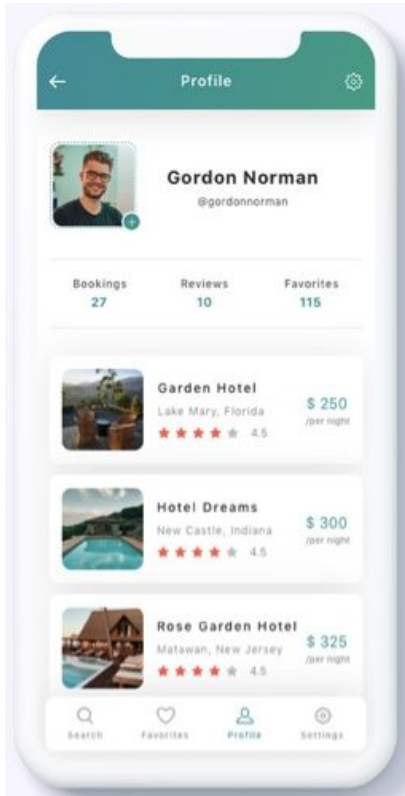 Profile
Gordon Norman
@gordonnorman
Bookings Reviews Favorites
27 10 115
Garden Hotel
Lake Mary, Florida
4.5
$ 250
/per night
Hotel Dreams
New Castle, Indiana
4.5
$ 300
/per night
Rose Garden Hotel
Matawan, New Jersey
4.5
$ 325
/per night
Search Favorites Profile Settings